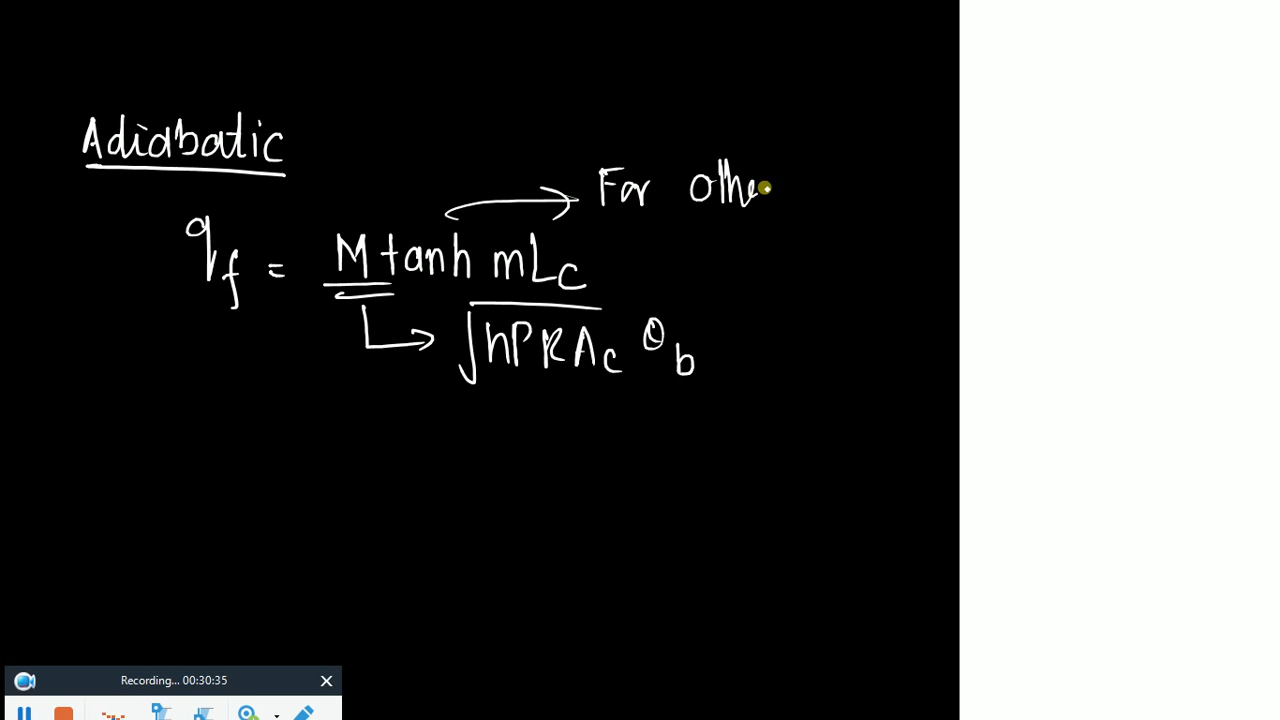 Adiabatic
For Othe
qf = M tanh mLc
√hPKAc θb
Recording... 00:30:35